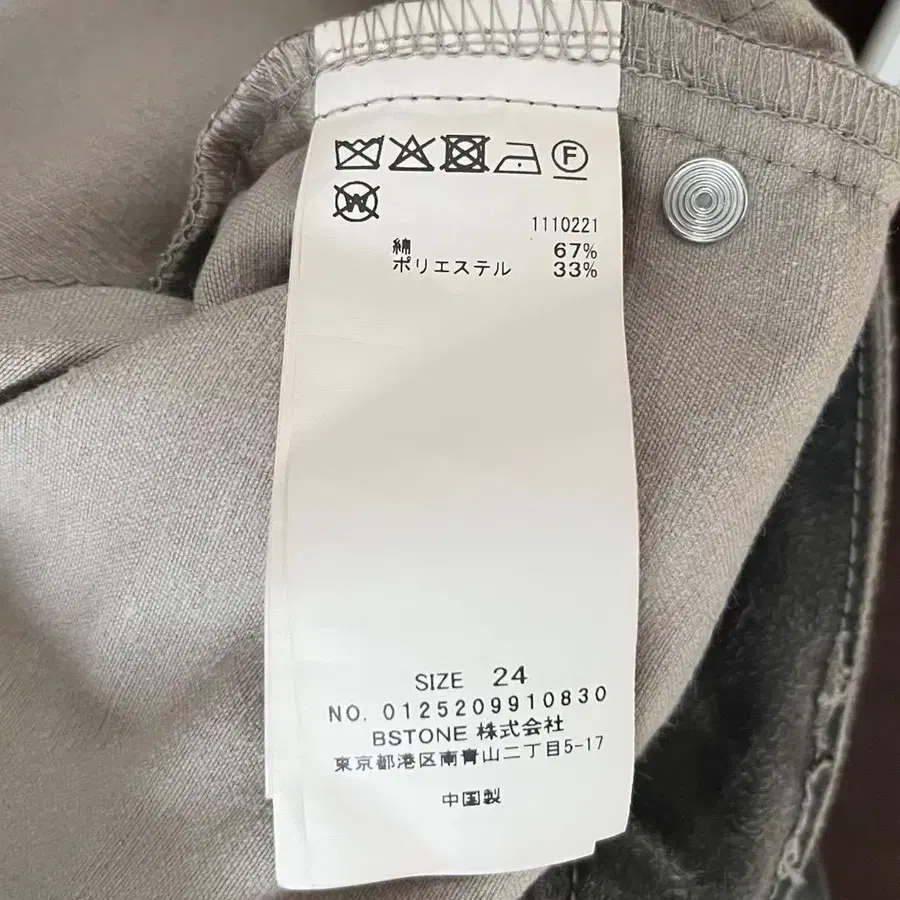 F
W
1110221
綿 67%
ポリエステル 33%
SIZE 24
NO. 0125209910830
BSTONE 株式会社
東京都港区南青山二丁目5-17
中国製